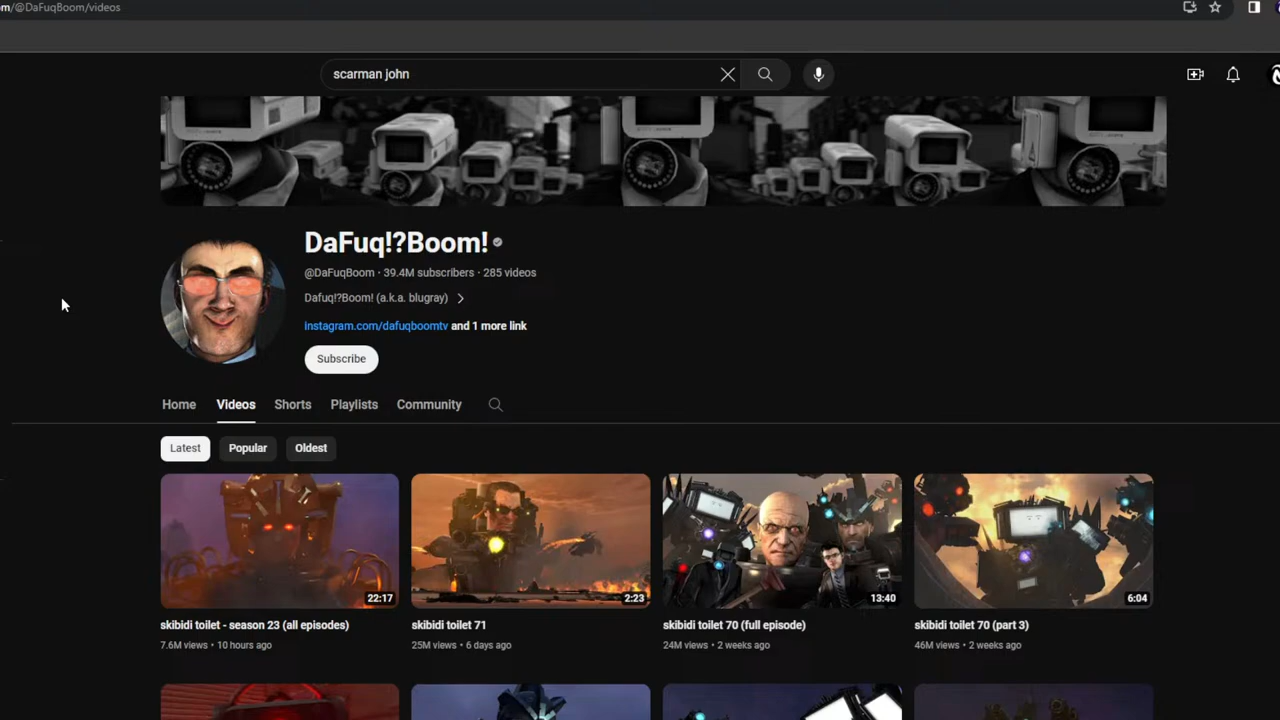 m/@DaFuqBoom/videos
scarman john
DaFuq!?Boom!
@DaFuqBoom · 39.4M subscribers · 285 videos
Dafuq!?Boom! (a.k.a. blugray)
instagram.com/dafuqboomtv and 1 more link
Subscribe
Home Videos Shorts Playlists Community
Latest Popular Oldest
22:17 2:23 13:40 6:04
skibidi toilet - season 23 (all episodes) skibidi toilet 71 skibidi toilet 70 (full episode) skibidi toilet 70 (part 3)
7.6M views · 10 hours ago 25M views · 6 days ago 24M views · 2 weeks ago 46M views · 2 weeks ago